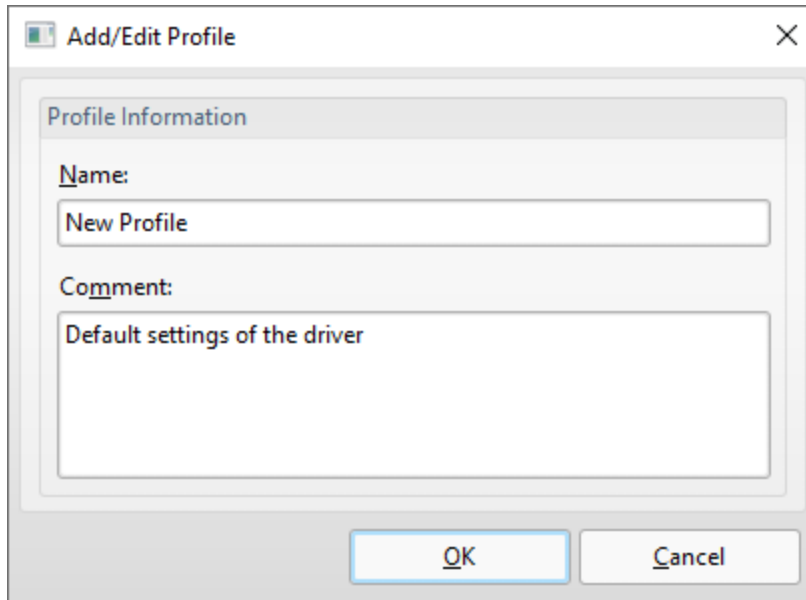 Add/Edit Profile
Profile Information
Name:
New Profile
Comment:
Default settings of the driver
OK
Cancel